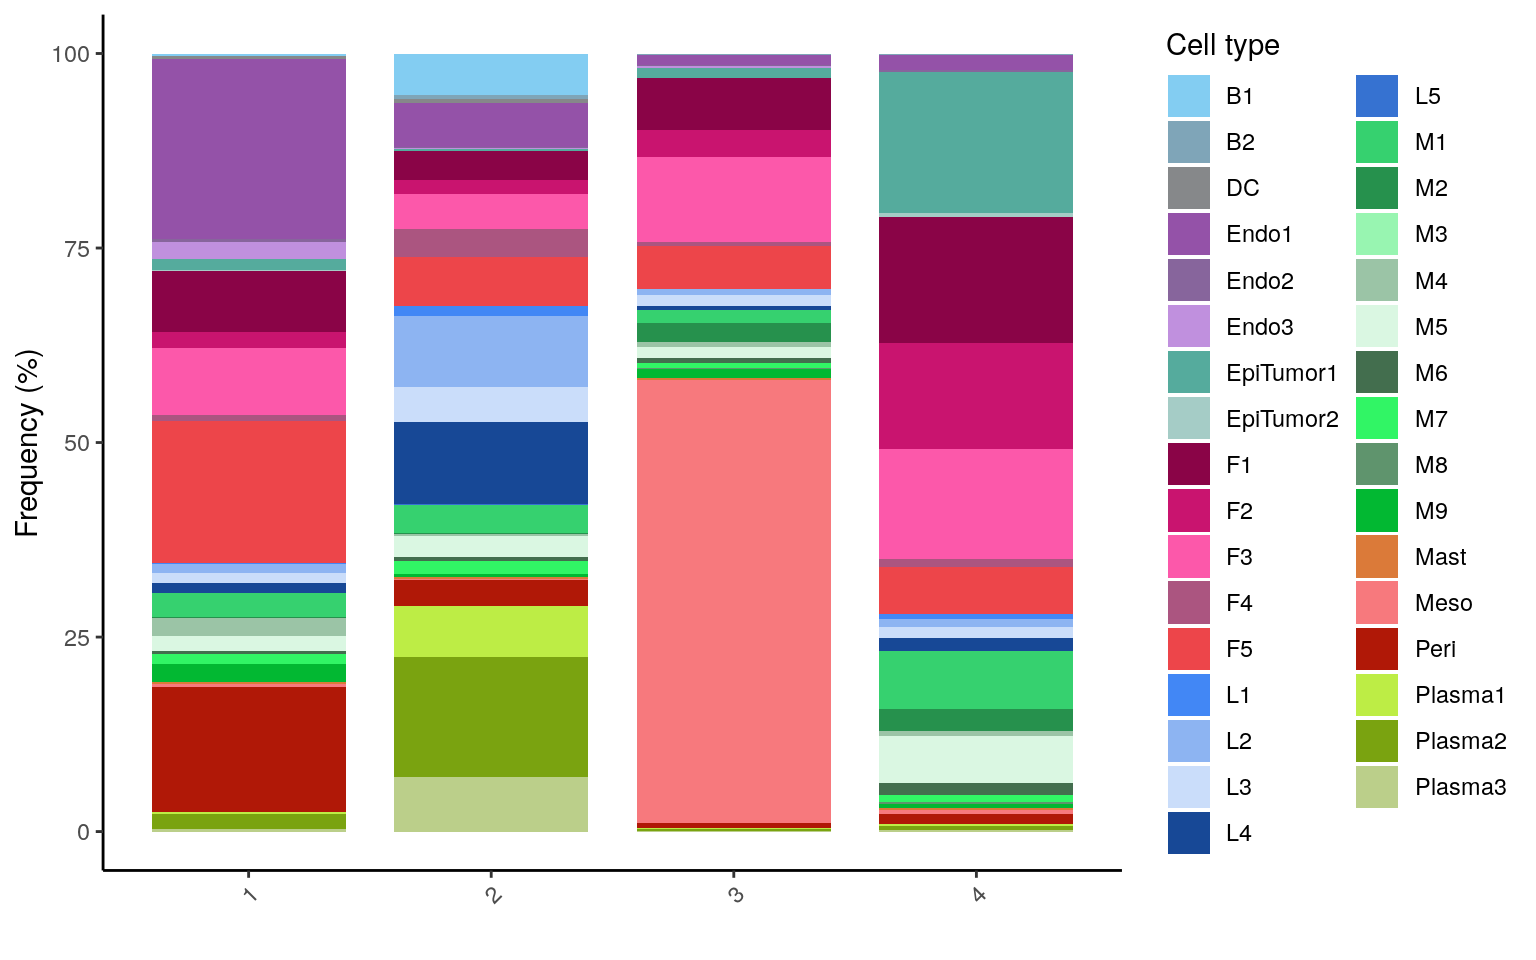 Cell type
B1
B2
DC
Endo1
Endo2
Endo3
EpiTumor1
EpiTumor2
F1
F2
F3
F4
F5
L1
L2
L3
L4
L5
M1
M2
M3
M4
M5
M6
M7
M8
M9
Mast
Meso
Peri
Plasma1
Plasma2
Plasma3
Frequency (%)
100
75
50
25
0
1
2
3
4